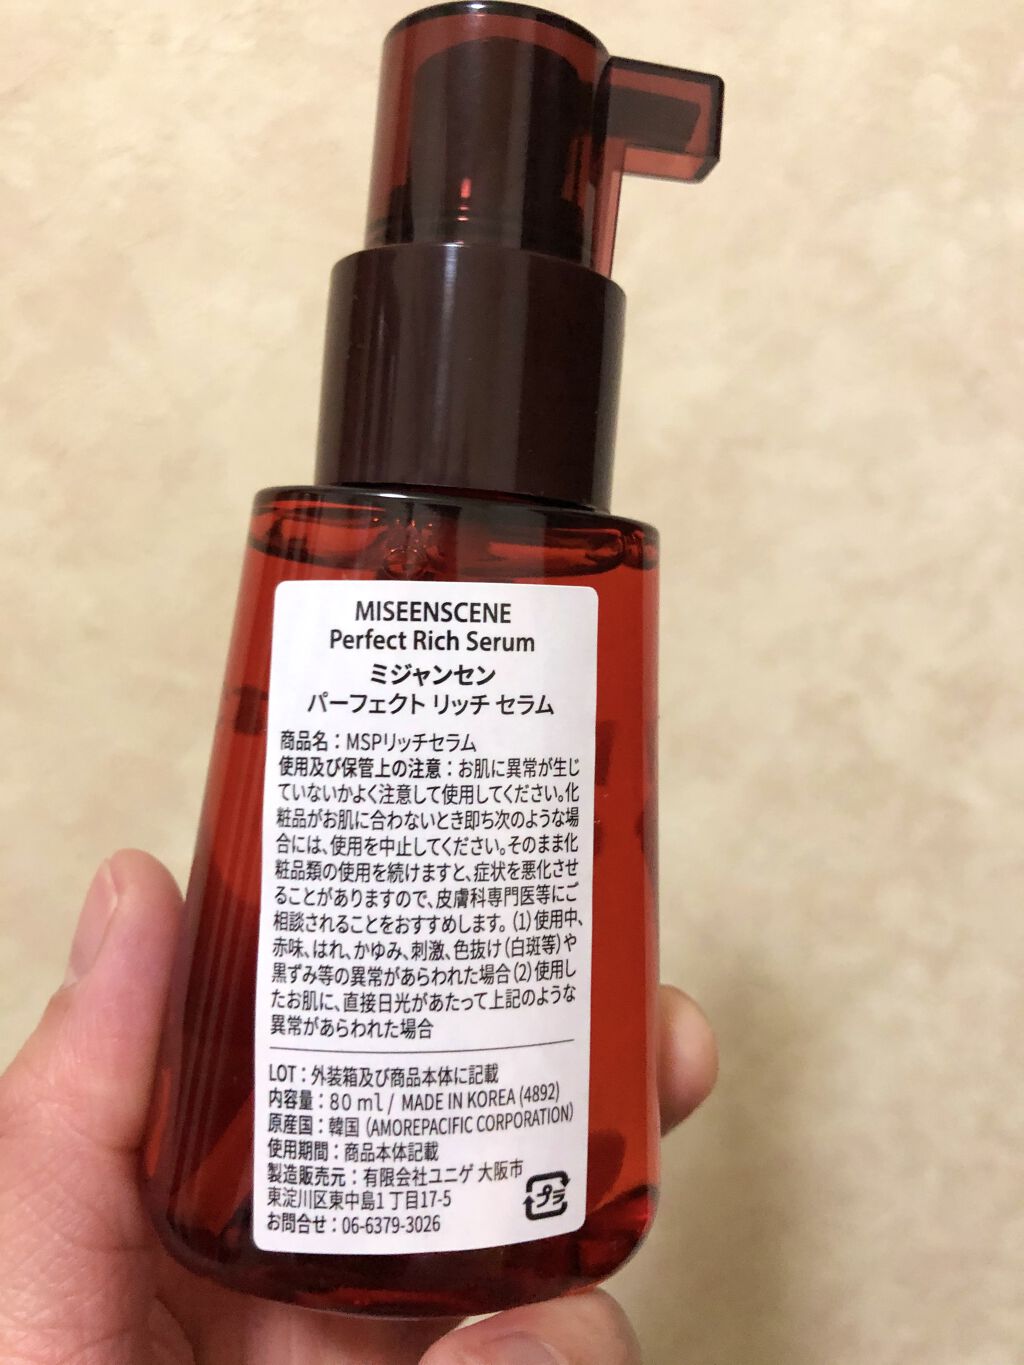 MISEENSCENE
Perfect Rich Serum
ミジャンセン
パーフェクト リッチ セラム
商品名：MSPリッチセラム
使用及び保管上の注意：お肌に異常が生じ
ていないかよく注意して使用してください。化
粧品がお肌に合わないとき即ち次のような場
合には、使用を中止してください。そのまま化
粧品類の使用を続けますと、症状を悪化させ
ることがありますので、皮膚科専門医等にご
相談されることをおすすめします。(1)使用中、
赤味、はれ、かゆみ、刺激、色抜け(白斑等)や
黒ずみ等の異常があらわれた場合(2)使用し
たお肌に、直接日光があたって上記のような
異常があらわれた場合
LOT：外装箱及び商品本体に記載
内容量：80 ml / MADE IN KOREA (4892)
原産国：韓国 (AMOREPACIFIC CORPORATION)
使用期間：商品本体記載
製造販売元：有限会社ユニゲ 大阪市
東淀川区東中島1丁目17-5
お問合せ：06-6379-3026
プラ